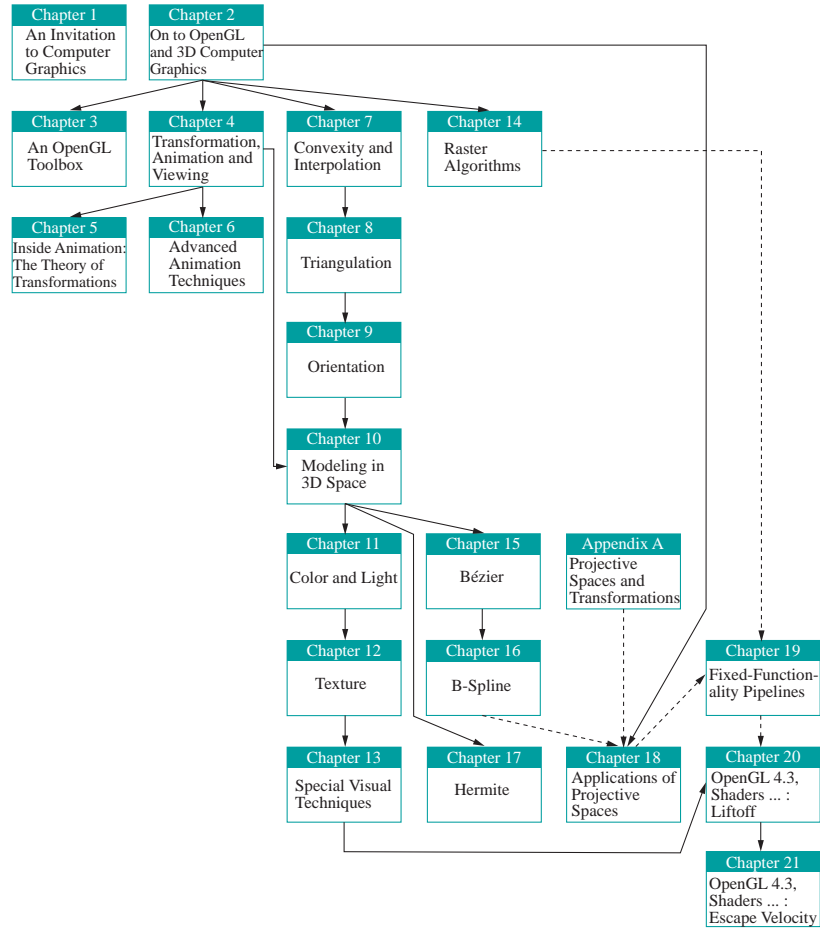 Chapter 1
An Invitation
to Computer
Graphics
Chapter 2
On to OpenGL
and 3D Computer
Graphics
Chapter 3
An OpenGL
Toolbox
Chapter 4
Transformation,
Animation and
Viewing
Chapter 7
Convexity and
Interpolation
Chapter 14
Raster
Algorithms
Chapter 5
Inside Animation:
The Theory of
Transformations
Chapter 6
Advanced
Animation
Techniques
Chapter 8
Triangulation
Chapter 9
Orientation
Chapter 10
Modeling in
3D Space
Chapter 11
Color and Light
Chapter 15
Bézier
Appendix A
Projective
Spaces and
Transformations
Chapter 12
Texture
Chapter 16
B-Spline
Chapter 19
Fixed-Function-
ality Pipelines
Chapter 13
Special Visual
Techniques
Chapter 17
Hermite
Chapter 18
Applications of
Projective
Spaces
Chapter 20
OpenGL 4.3,
Shaders ... :
Liftoff
Chapter 21
OpenGL 4.3,
Shaders ... :
Escape Velocity